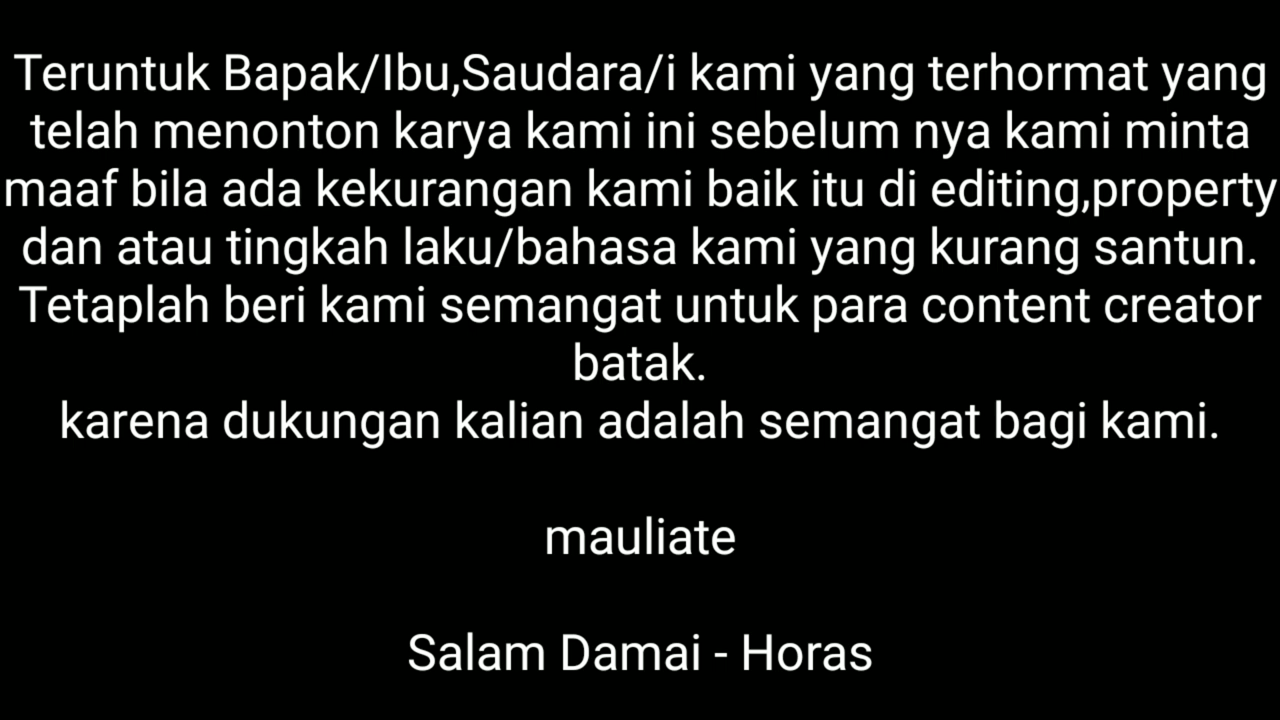 Teruntuk Bapak/Ibu,Saudara/i kami yang terhormat yang
telah menonton karya kami ini sebelum nya kami minta
maaf bila ada kekurangan kami baik itu di editing,property
dan atau tingkah laku/bahasa kami yang kurang santun.
Tetaplah beri kami semangat untuk para content creator
batak.
karena dukungan kalian adalah semangat bagi kami.
mauliate
Salam Damai - Horas